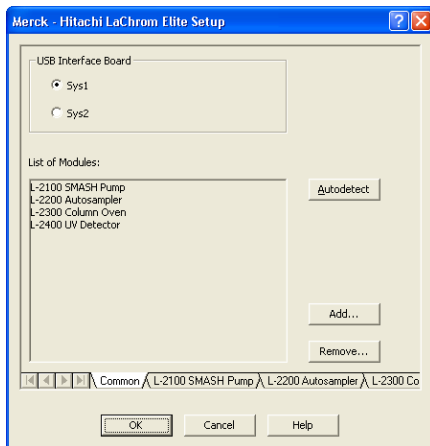 Merck - Hitachi LaChrom Elite Setup
USB Interface Board
Sys1
Sys2
List of Modules:
L-2100 SMASH Pump
L-2200 Autosampler
L-2300 Column Oven
L-2400 UV Detector
Autodetect
Add...
Remove...
Common L-2100 SMASH Pump L-2200 Autosampler L-2300 Co
OK Cancel Help